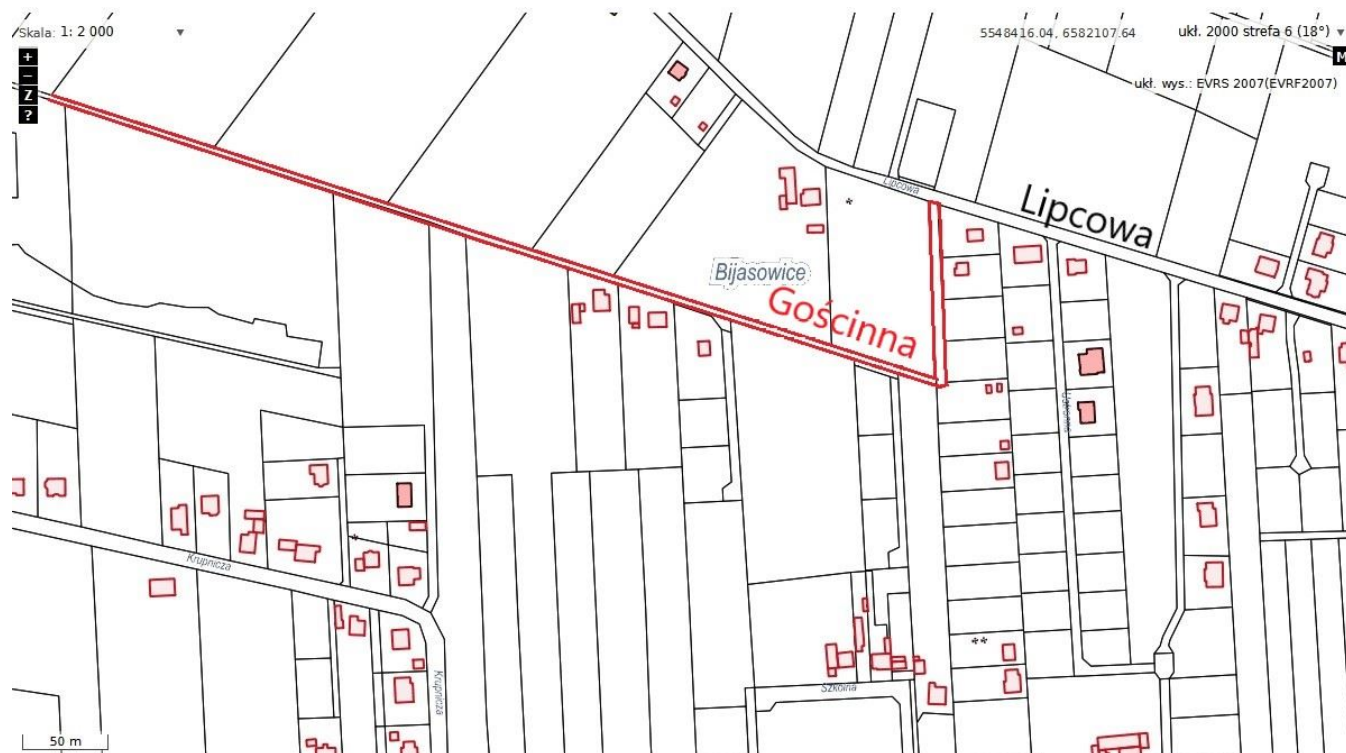 Skala: 1: 2 000 ▼
5548416.04, 6582107.64
ukł. 2000 strefa 6 (18°) ▼
+
−
Z
?
M
ukł. wys.: EVRS 2007(EVRF2007)
Lipcowa
Lipcowa
*
Bijasowice
Gościnna
*
Krupnicza
**
Krupnicza
Szkolna
50 m